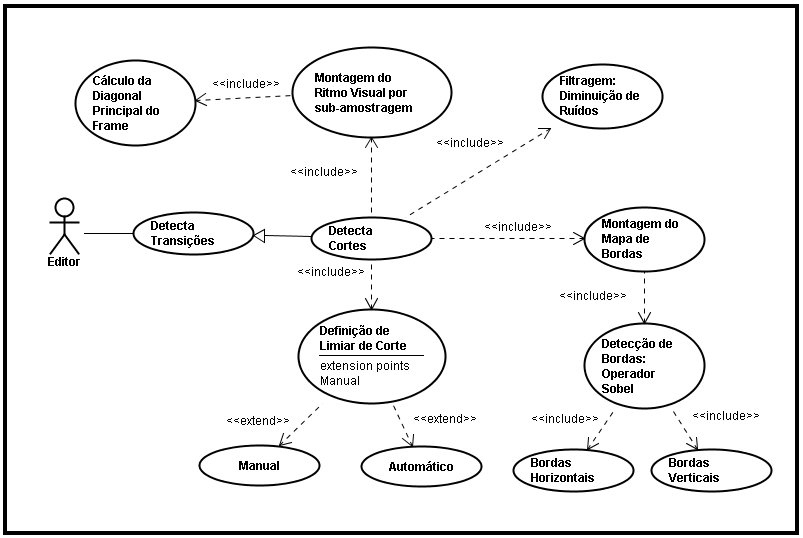 Cálculo da
Diagonal
Principal do
Frame
<<include>>
Montagem do
Ritmo Visual por
sub-amostragem
Filtragem:
Diminuição de
Ruídos
<<include>>
<<include>>
Editor
Detecta
Transições
Detecta
Cortes
<<include>>
Montagem do
Mapa de
Bordas
<<include>>
<<include>>
Definição de
Limiar de Corte
extension points
Manual
Detecção de
Bordas:
Operador
Sobel
<<extend>>
<<extend>>
<<include>>
<<include>>
Manual
Automático
Bordas
Horizontais
Bordas
Verticais